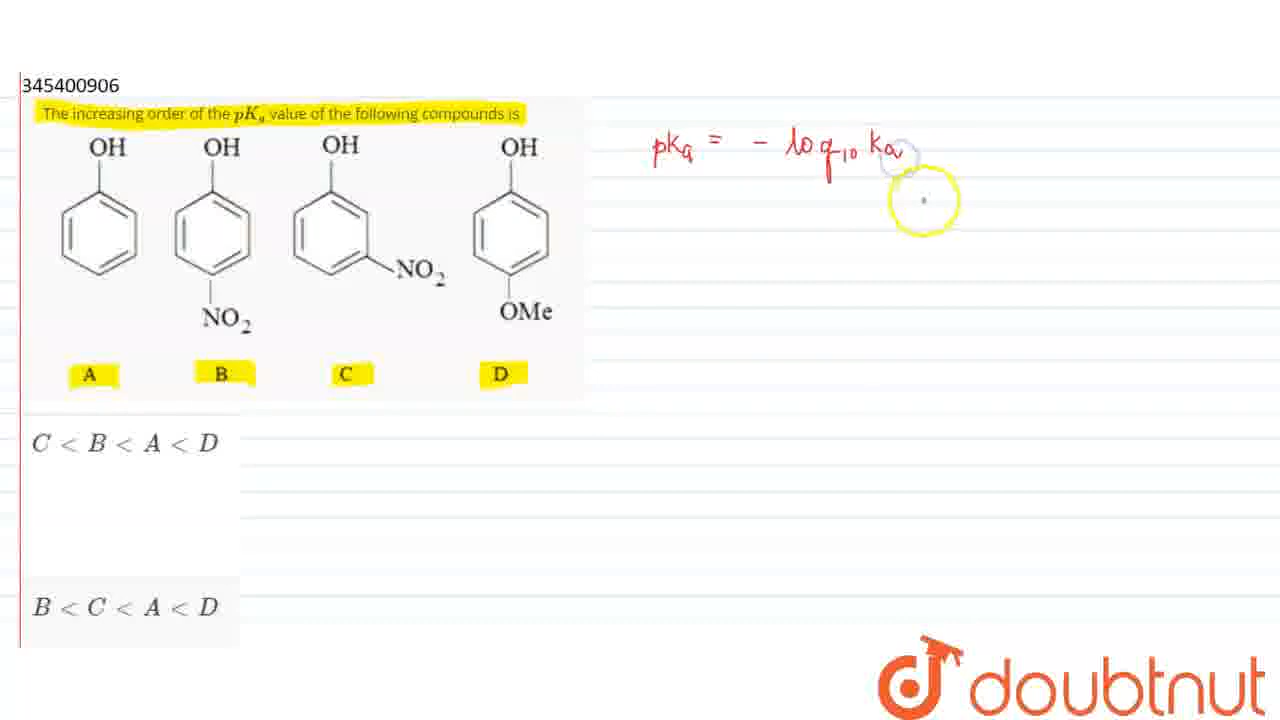 345400906
The increasing order of the pKₐ value of the following compounds is
OH OH OH OH
NO₂
NO₂
OMe
A B C D
C < B < A < D
B < C < A < D
pKₐ = - log₁₀ Kₐ
doubtnut